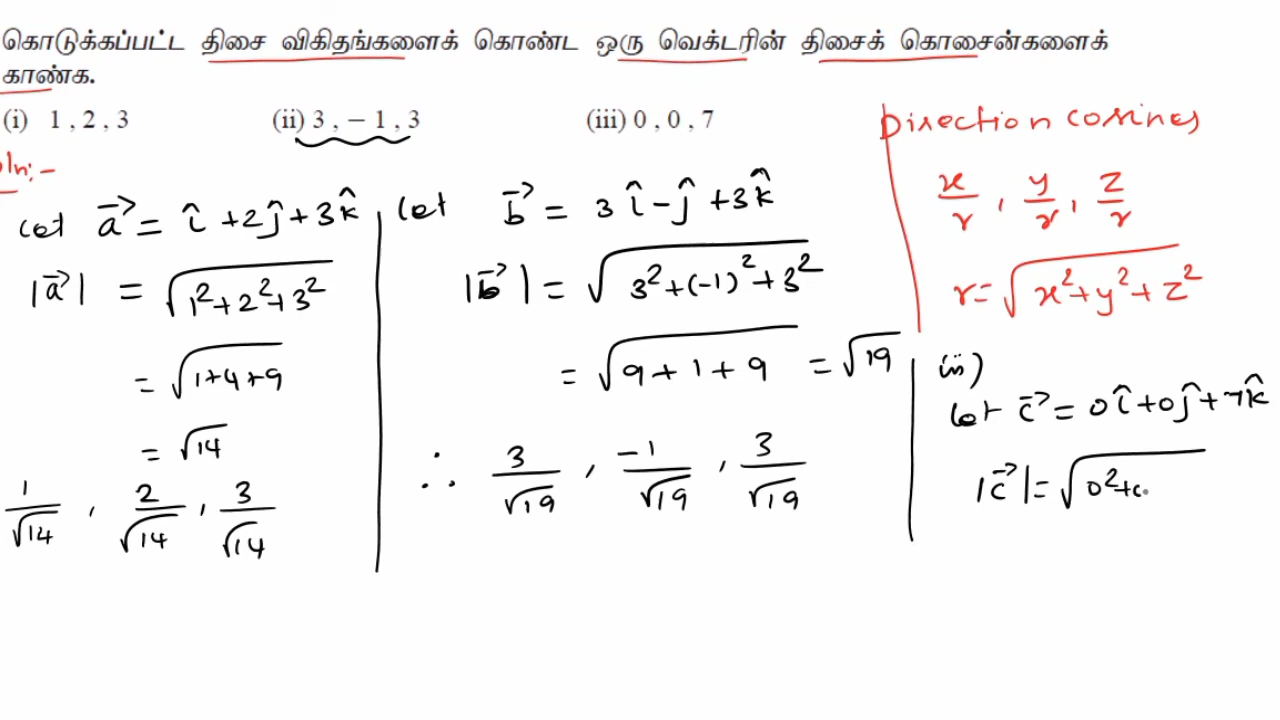 கொடுக்கப்பட்ட திசை விகிதங்களைக் கொண்ட ஒரு வெக்டரின் திசைக் கொசைன்களைக்
காண்க.
(i) 1 , 2 , 3 (ii) 3 , − 1 , 3 (iii) 0 , 0 , 7
ln:-
let a⃗ = î + 2ĵ + 3k̂
|a⃗| = √(1² + 2² + 3²)
= √(1+4+9)
= √14
1/√14 , 2/√14 , 3/√14
let b⃗ = 3î − ĵ + 3k̂
|b⃗| = √(3² + (-1)² + 3²)
= √(9 + 1 + 9) = √19
∴ 3/√19 , -1/√19 , 3/√19
Direction cosines
x/r , y/r , z/r
r = √(x² + y² + z²)
iii)
let c⃗ = 0î + 0ĵ + 7k̂
|c⃗| = √(0² +